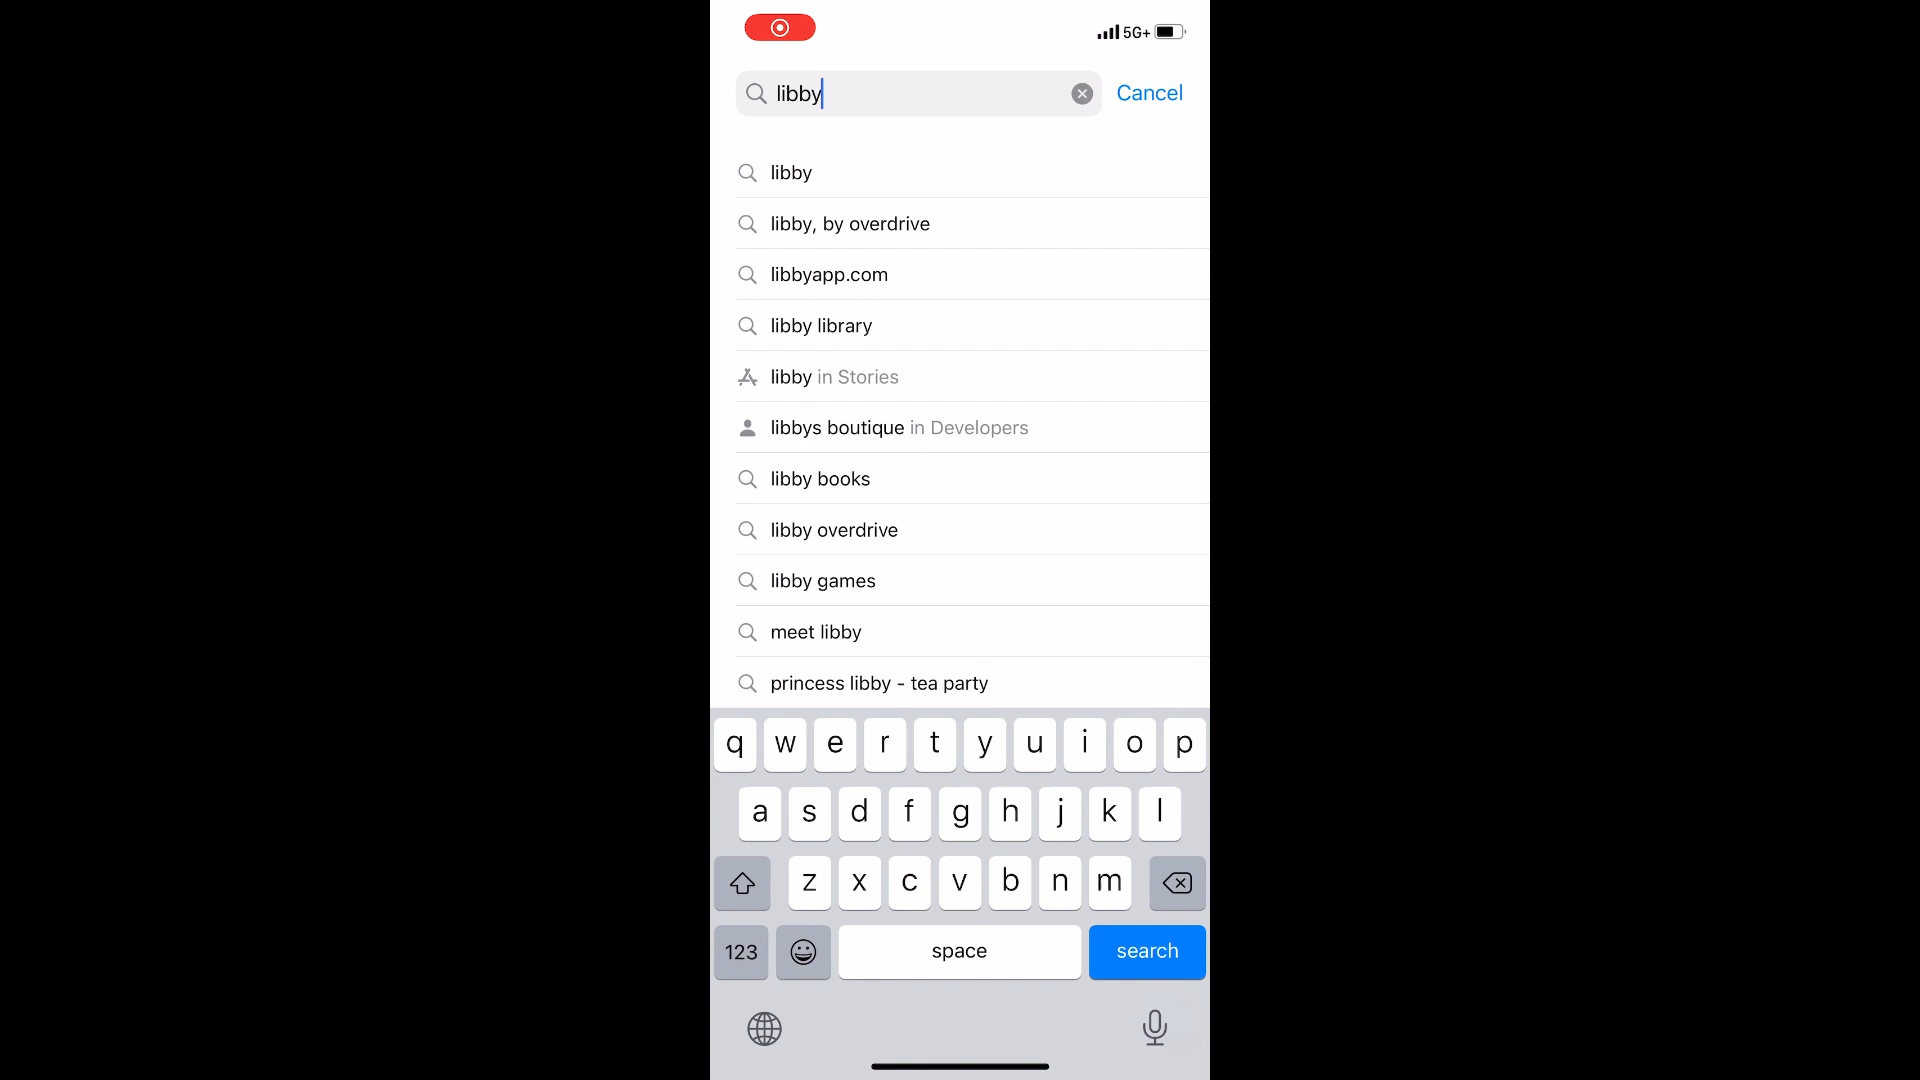 5G+
libby
Cancel
libby
libby, by overdrive
libbyapp.com
libby library
libby in Stories
libbys boutique in Developers
libby books
libby overdrive
libby games
meet libby
princess libby - tea party
q w e r t y u i o p
a s d f g h j k l
z x c v b n m
123 space search